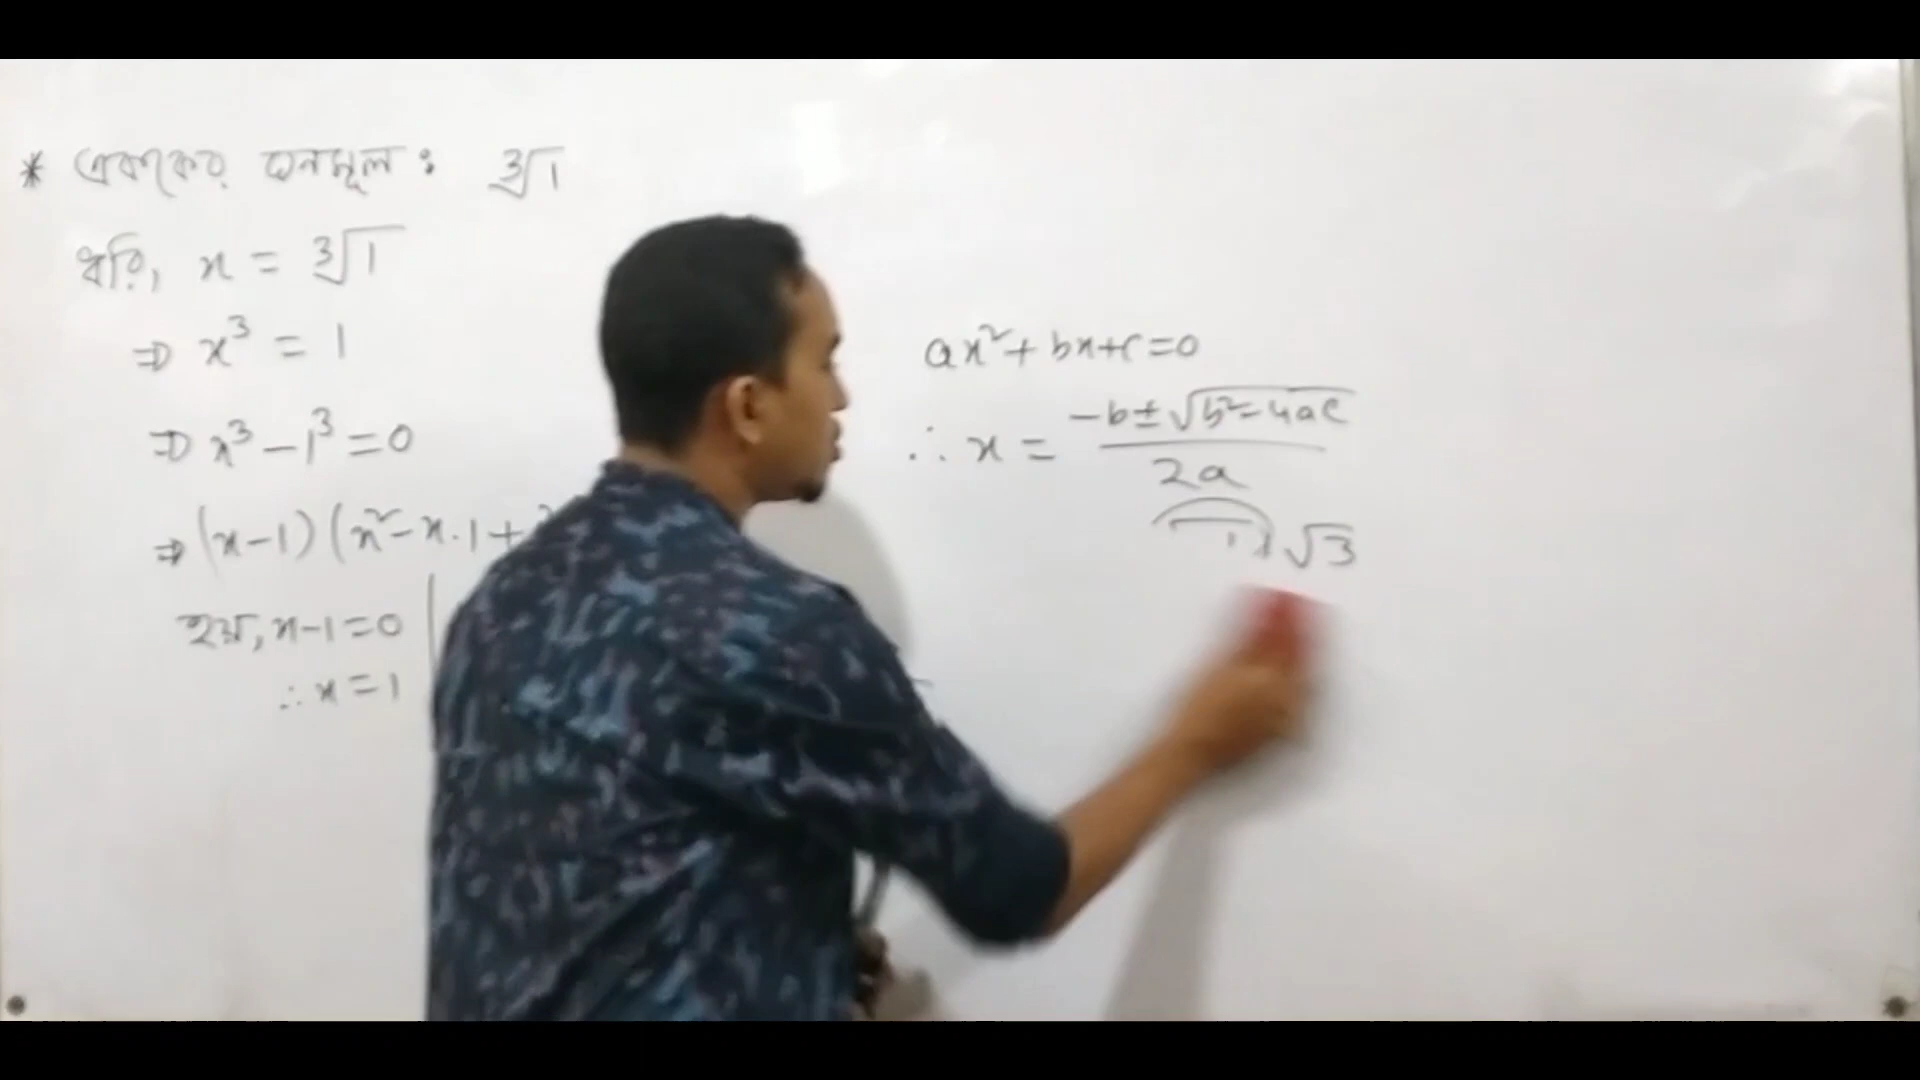 * এককের ঘনমূল : ∛1
ধরি, x = ∛1
⇒ x³ = 1
⇒ x³ - 1³ = 0
⇒ (x-1) (x² - x.1 +
হয়, x-1=0
∴ x = 1
ax² + bx + c = 0
∴ x = (-b ± √(b² - 4ac)) / 2a
√3